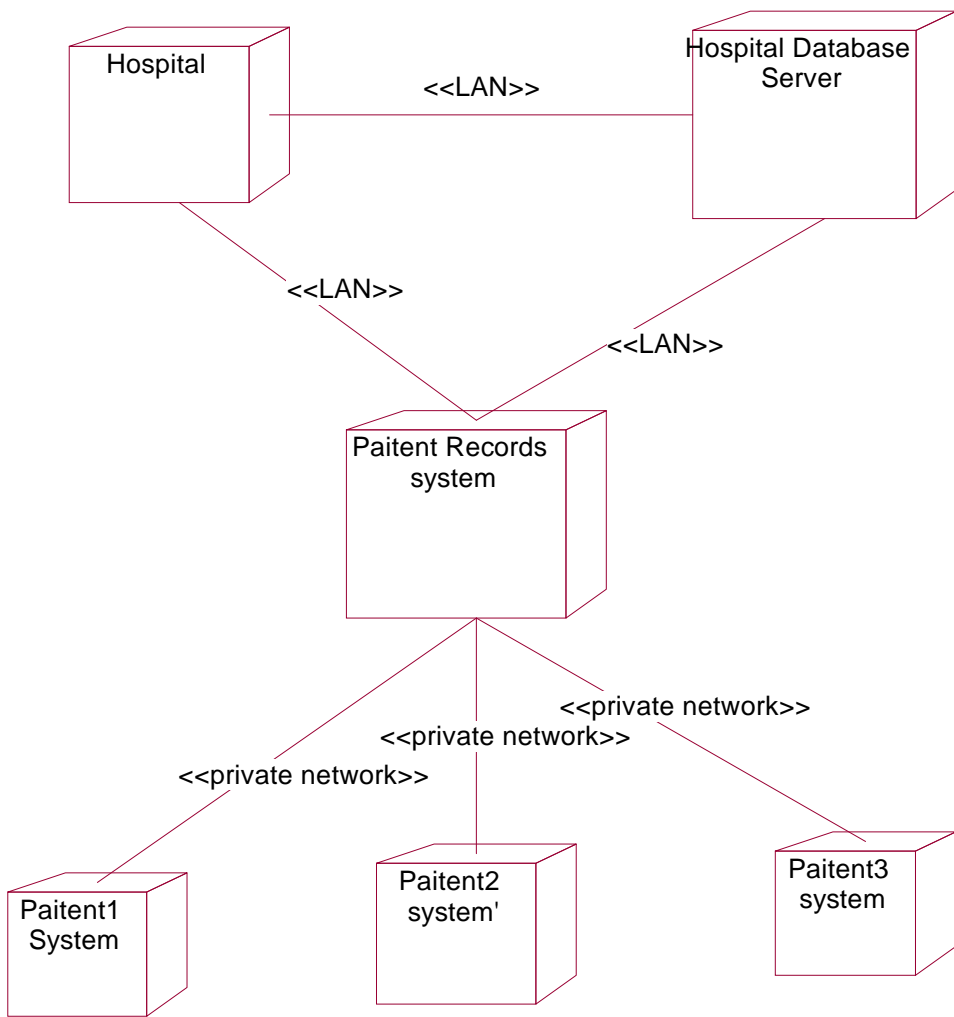 Hospital
Hospital Database
Server
<<LAN>>
<<LAN>>
<<LAN>>
Paitent Records
system
<<private network>>
<<private network>>
<<private network>>
Paitent1
System
Paitent2
system'
Paitent3
system